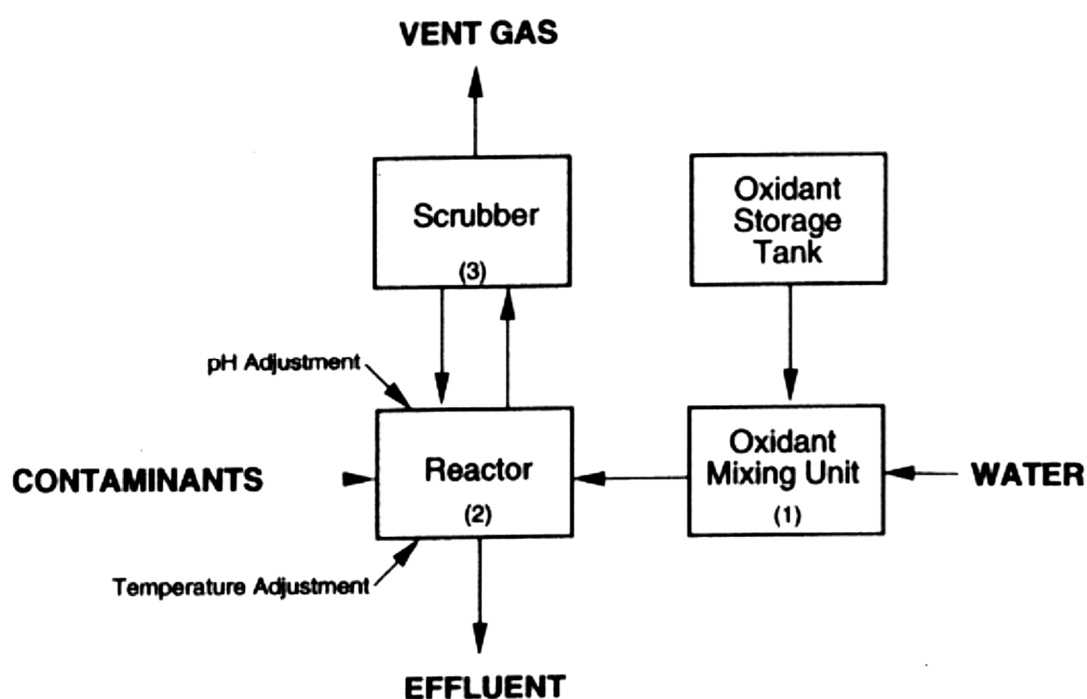 VENT GAS
Scrubber
(3)
Oxidant
Storage
Tank
pH Adjustment
CONTAMINANTS
Reactor
(2)
Oxidant
Mixing Unit
(1)
WATER
Temperature Adjustment
EFFLUENT